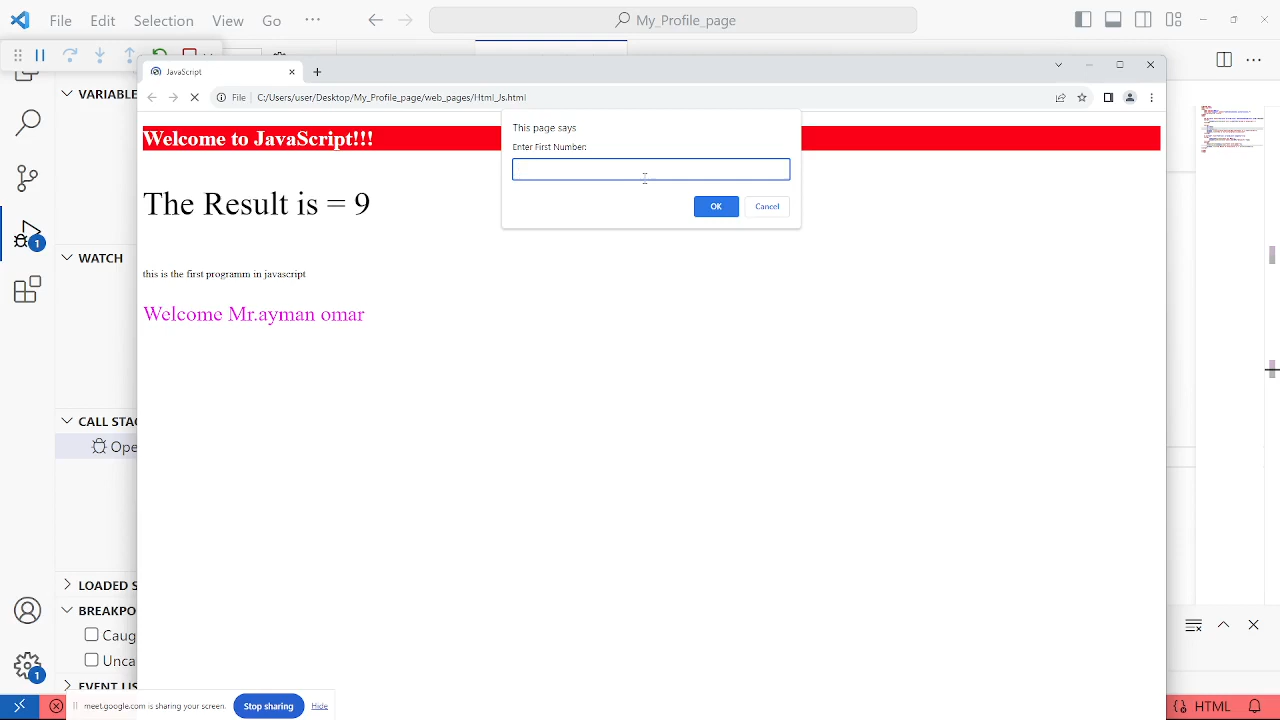 File Edit Selection View Go ··· My_Profile_page
JavaScript
File C:/Users/user/Desktop/My_Profile_page/web_pages/Html_Js.html
VARIABLE
This page says
Number:
OK Cancel
Welcome to JavaScript!!!
The Result is = 9
this is the first programm in javascript
Welcome Mr.ayman omar
1
WATCH
CALL STAC
Ope
LOADED S
BREAKPO
Caug
Unca
EVENT LIS
1
meet.google.com is sharing your screen. Stop sharing Hide
HTML